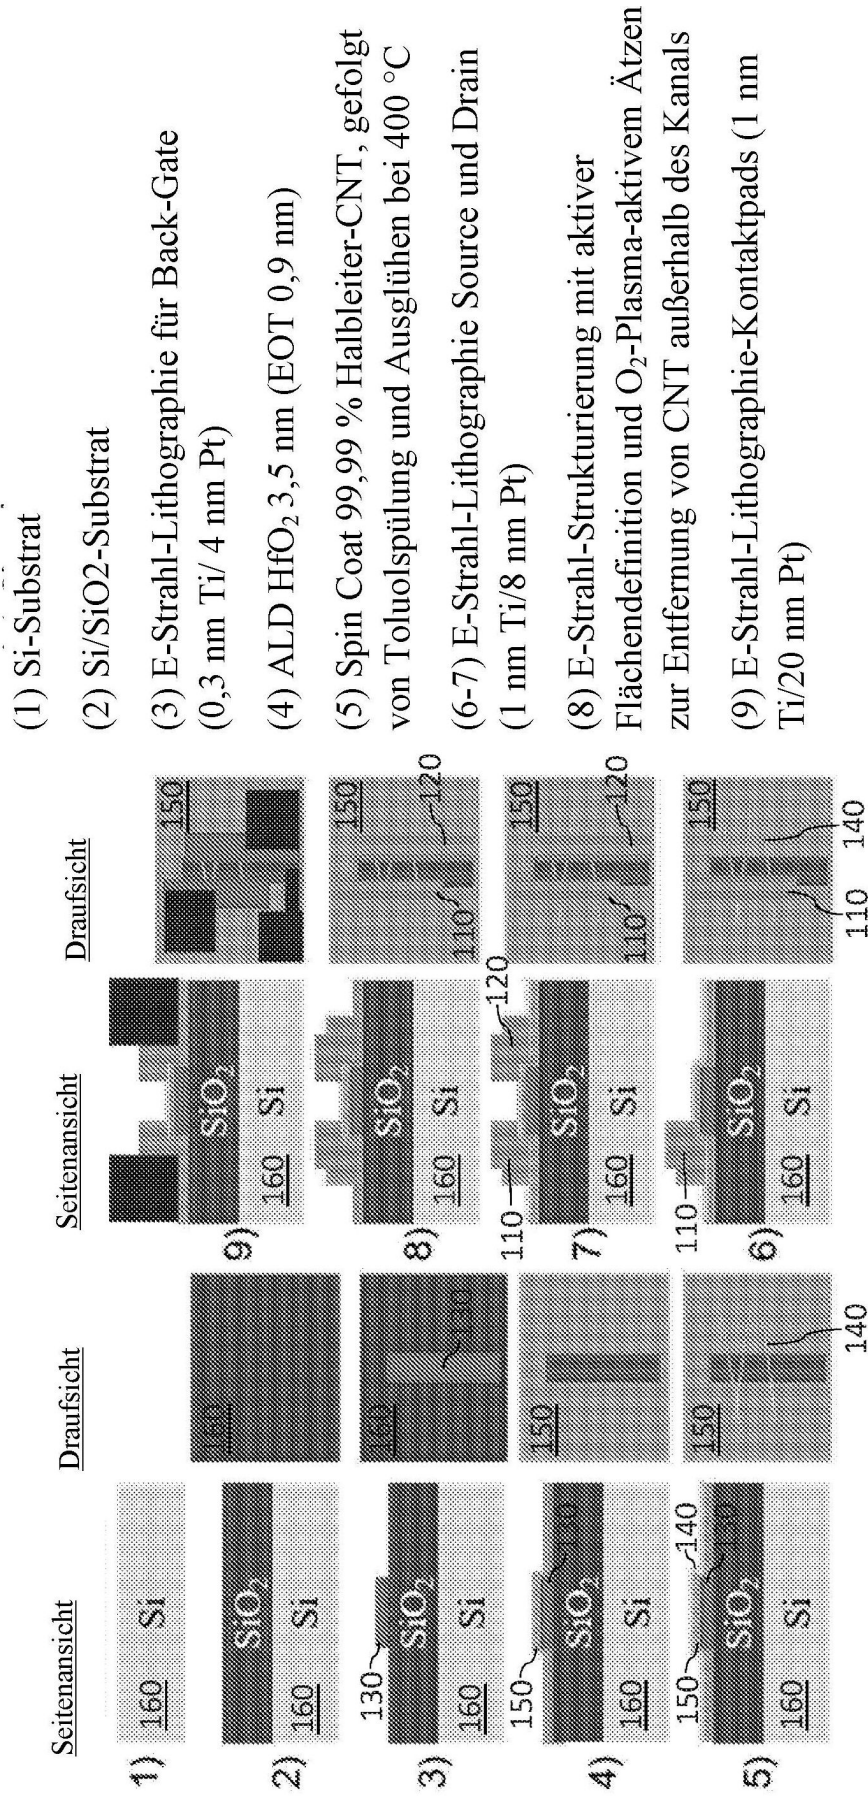 Seitenansicht
Draufsicht
Seitenansicht
Draufsicht
1)
160
Si
2)
SiO₂
160
Si
160
3)
130
SiO₂
160
Si
160
130
4)
150
130
SiO₂
160
Si
150
5)
150
140
130
SiO₂
160
Si
150
140
9)
SiO₂
160
Si
150
8)
SiO₂
160
Si
150
110
120
7)
110
120
SiO₂
160
Si
150
110
120
6)
110
SiO₂
160
Si
150
110
140
(1) Si-Substrat
(2) Si/SiO2-Substrat
(3) E-Strahl-Lithographie für Back-Gate
(0,3 nm Ti/ 4 nm Pt)
(4) ALD HfO₂ 3,5 nm (EOT 0,9 nm)
(5) Spin Coat 99,99 % Halbleiter-CNT, gefolgt
von Toluolspülung und Ausglühen bei 400 °C
(6-7) E-Strahl-Lithographie Source und Drain
(1 nm Ti/8 nm Pt)
(8) E-Strahl-Strukturierung mit aktiver
Flächendefinition und O₂-Plasma-aktivem Ätzen
zur Entfernung von CNT außerhalb des Kanals
(9) E-Strahl-Lithographie-Kontaktpads (1 nm
Ti/20 nm Pt)